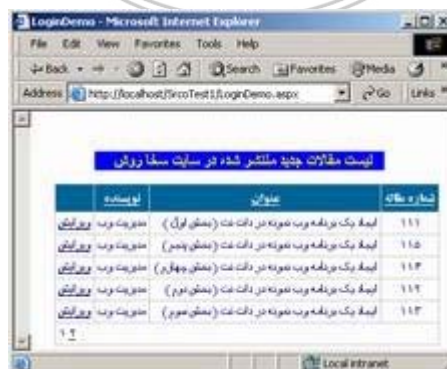 LoginDemo - Microsoft Internet Explorer
File Edit View Favorites Tools Help
Back Search Favorites Media
Address http://localhost/SrcoTest1/LoginDemo.aspx Go Links
لیست مقالات جدید منتشر شده در سایت سخا روش
شماره مقاله عنوان نویسنده
۱۱۱ ایجاد یک برنامه وب نمونه در دات نت (بخش اول) مدیریت وب ویرایش
۱۱۵ ایجاد یک برنامه وب نمونه در دات نت (بخش پنجم) مدیریت وب ویرایش
۱۱۴ ایجاد یک برنامه وب نمونه در دات نت (بخش چهارم) مدیریت وب ویرایش
۱۱۲ ایجاد یک برنامه وب نمونه در دات نت (بخش دوم) مدیریت وب ویرایش
۱۱۳ ایجاد یک برنامه وب نمونه در دات نت (بخش سوم) مدیریت وب ویرایش
۱ ۲
Local intranet